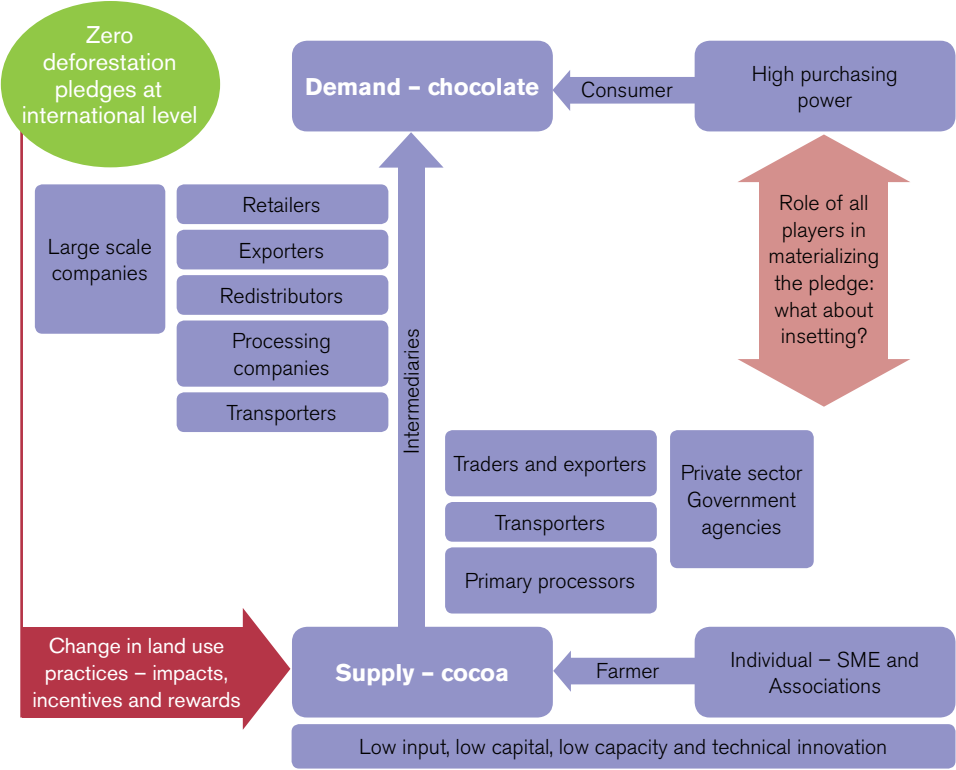 Zero
deforestation
pledges at
international level
Demand – chocolate
Consumer
High purchasing
power
Large scale
companies
Retailers
Exporters
Redistributors
Processing
companies
Transporters
Intermediaries
Role of all
players in
materializing
the pledge:
what about
insetting?
Traders and exporters
Transporters
Primary processors
Private sector
Government
agencies
Change in land use
practices – impacts,
incentives and rewards
Supply – cocoa
Farmer
Individual – SME and
Associations
Low input, low capital, low capacity and technical innovation